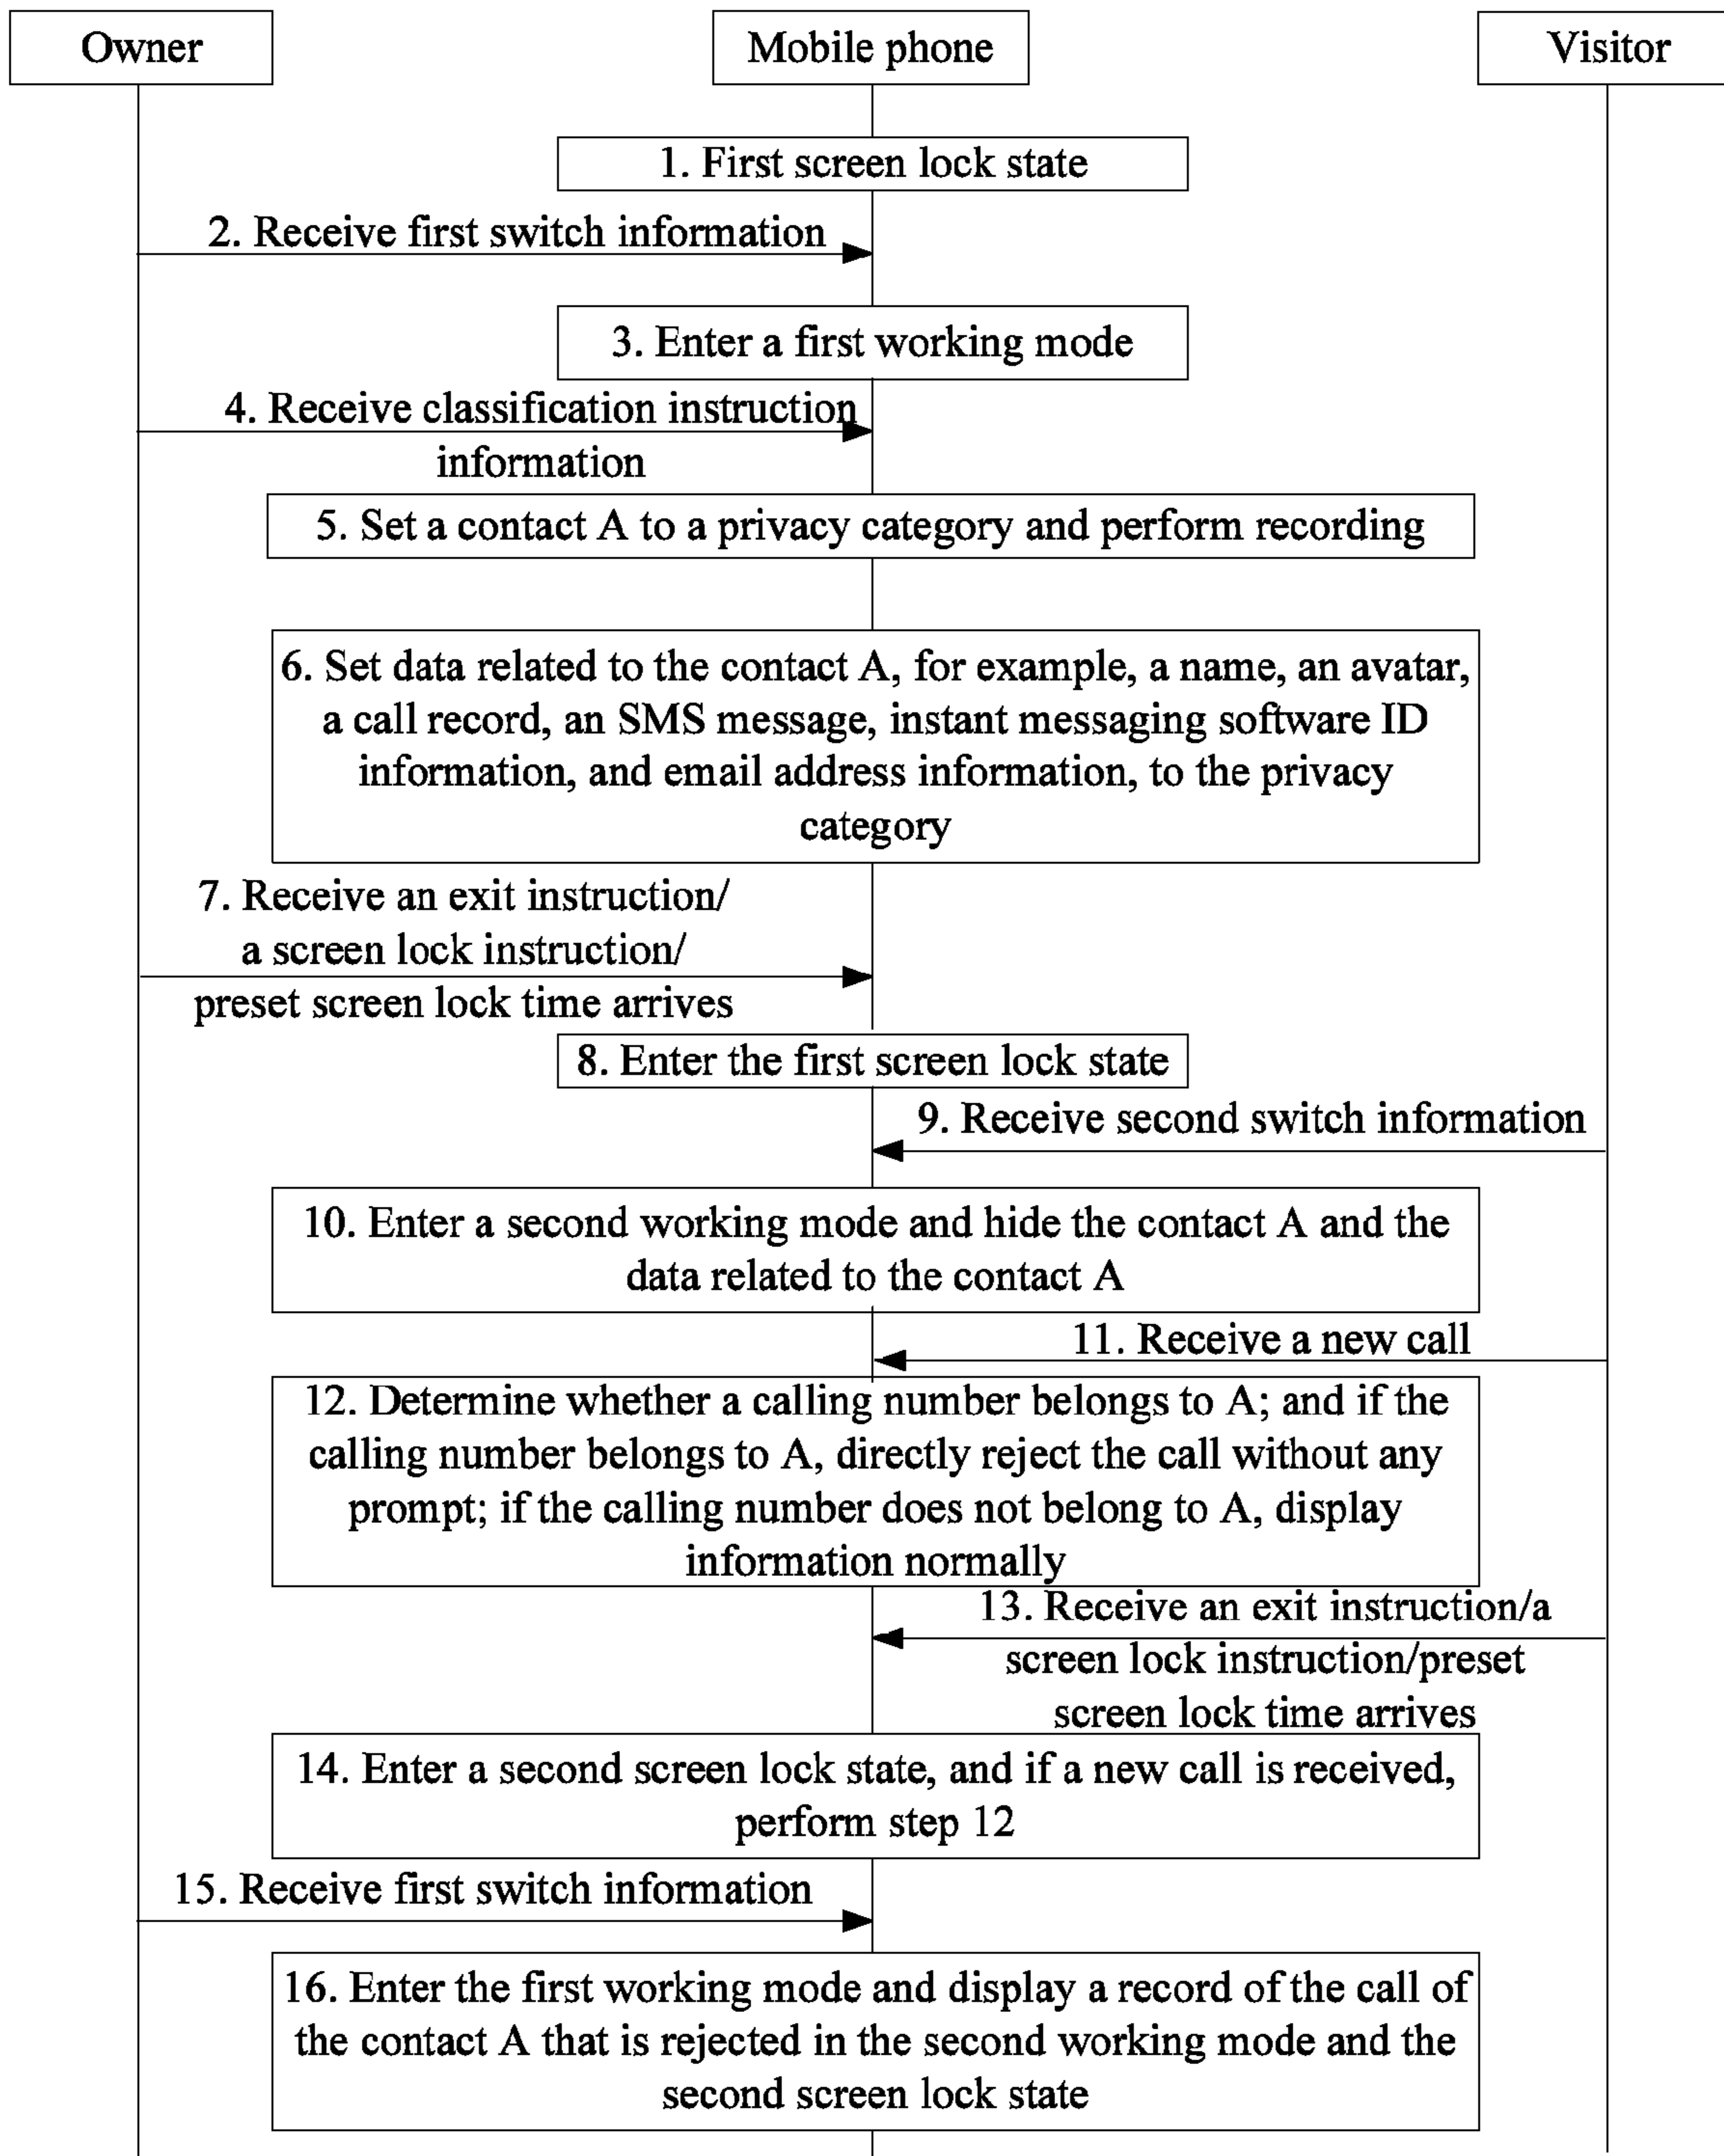 Owner
Mobile phone
Visitor
1. First screen lock state
2. Receive first switch information
3. Enter a first working mode
4. Receive classification instruction
information
5. Set a contact A to a privacy category and perform recording
6. Set data related to the contact A, for example, a name, an avatar,
a call record, an SMS message, instant messaging software ID
information, and email address information, to the privacy
category
7. Receive an exit instruction/
a screen lock instruction/
preset screen lock time arrives
8. Enter the first screen lock state
9. Receive second switch information
10. Enter a second working mode and hide the contact A and the
data related to the contact A
11. Receive a new call
12. Determine whether a calling number belongs to A; and if the
calling number belongs to A, directly reject the call without any
prompt; if the calling number does not belong to A, display
information normally
13. Receive an exit instruction/a
screen lock instruction/preset
screen lock time arrives
14. Enter a second screen lock state, and if a new call is received,
perform step 12
15. Receive first switch information
16. Enter the first working mode and display a record of the call of
the contact A that is rejected in the second working mode and the
second screen lock state